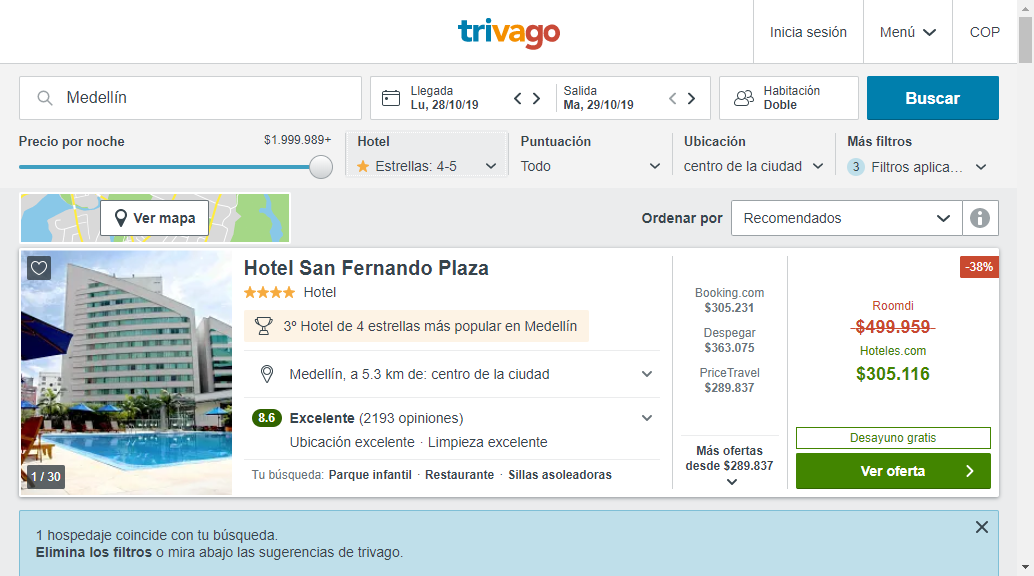 trivago
Inicia sesión
Menú
COP
Medellín
Llegada
Lu, 28/10/19
Salida
Ma, 29/10/19
Habitación
Doble
Buscar
Precio por noche
$1.999.989+
Hotel
Estrellas: 4-5
Puntuación
Todo
Ubicación
centro de la ciudad
Más filtros
3 Filtros aplica...
Ver mapa
Ordenar por
Recomendados
Hotel San Fernando Plaza
Hotel
3º Hotel de 4 estrellas más popular en Medellín
Medellín, a 5.3 km de: centro de la ciudad
8.6 Excelente (2193 opiniones)
Ubicación excelente · Limpieza excelente
Tu búsqueda: Parque infantil · Restaurante · Sillas asoleadoras
1 / 30
Booking.com
$305.231
Despegar
$363.075
PriceTravel
$289.837
Más ofertas
desde $289.837
-38%
Roomdi
$499.959
Hoteles.com
$305.116
Desayuno gratis
Ver oferta
1 hospedaje coincide con tu búsqueda.
Elimina los filtros o mira abajo las sugerencias de trivago.